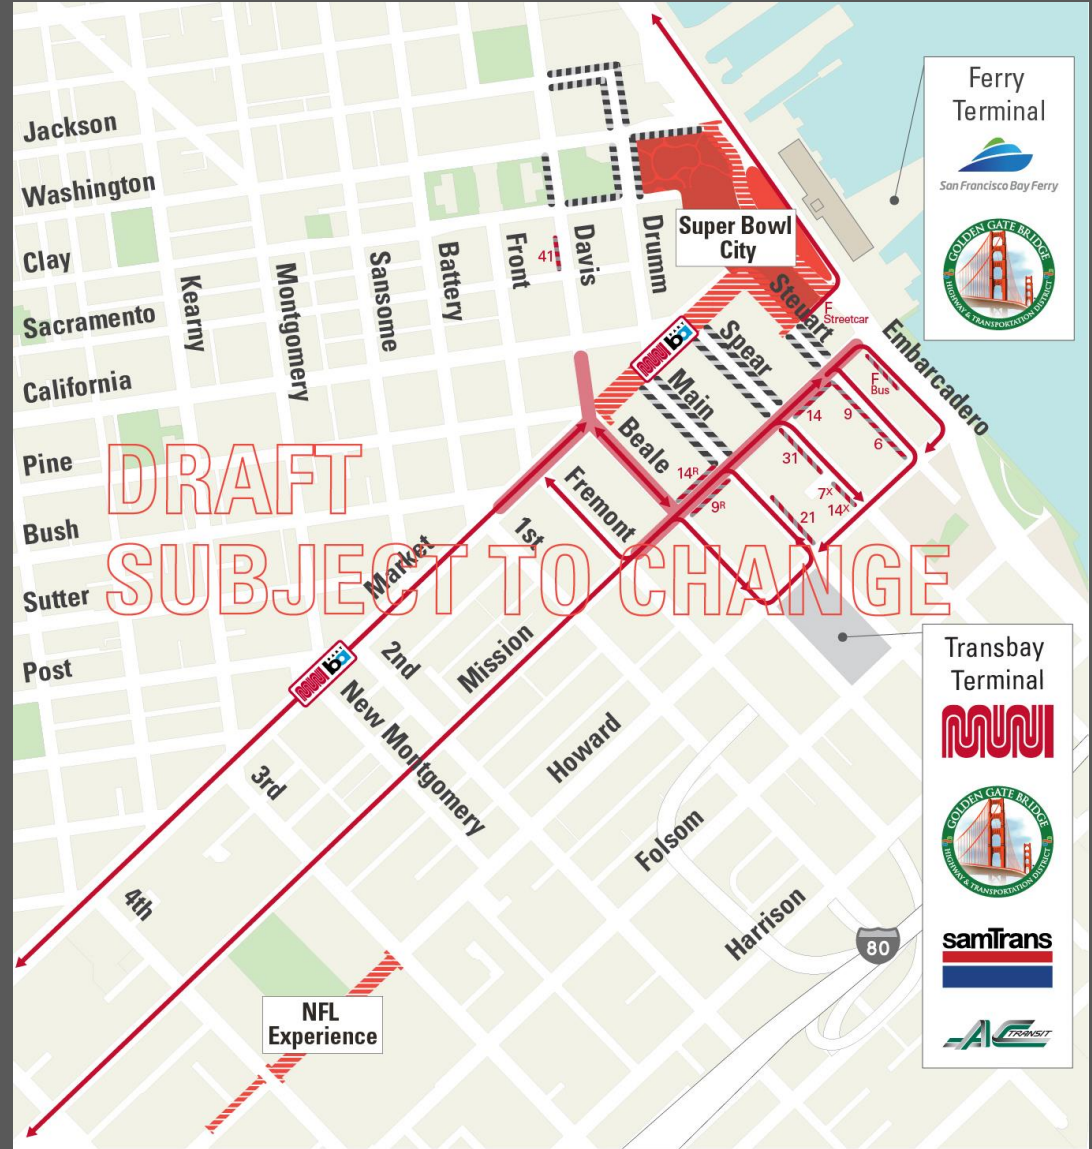 Ferry
Terminal
San Francisco Bay Ferry
GOLDEN GATE BRIDGE
HIGHWAY & TRANSPORTATION DISTRICT
Jackson
Washington
Clay
Sacramento
California
Pine
Bush
Sutter
Post
Kearny
Montgomery
Sansome
Battery
Front
41
Davis
Drumm
Super Bowl
City
Steuart
F
Streetcar
Embarcadero
Spear
Main
Beale
Fremont
1st
Market
2nd
Mission
New Montgomery
3rd
4th
Howard
Folsom
Harrison
F
Bus
14
9
6
31
7X
14X
21
14R
9R
muni
ba
muni
ba
DRAFT
SUBJECT TO CHANGE
NFL
Experience
80
Transbay
Terminal
muni
GOLDEN GATE BRIDGE
HIGHWAY & TRANSPORTATION DISTRICT
samTrans
AC TRANSIT